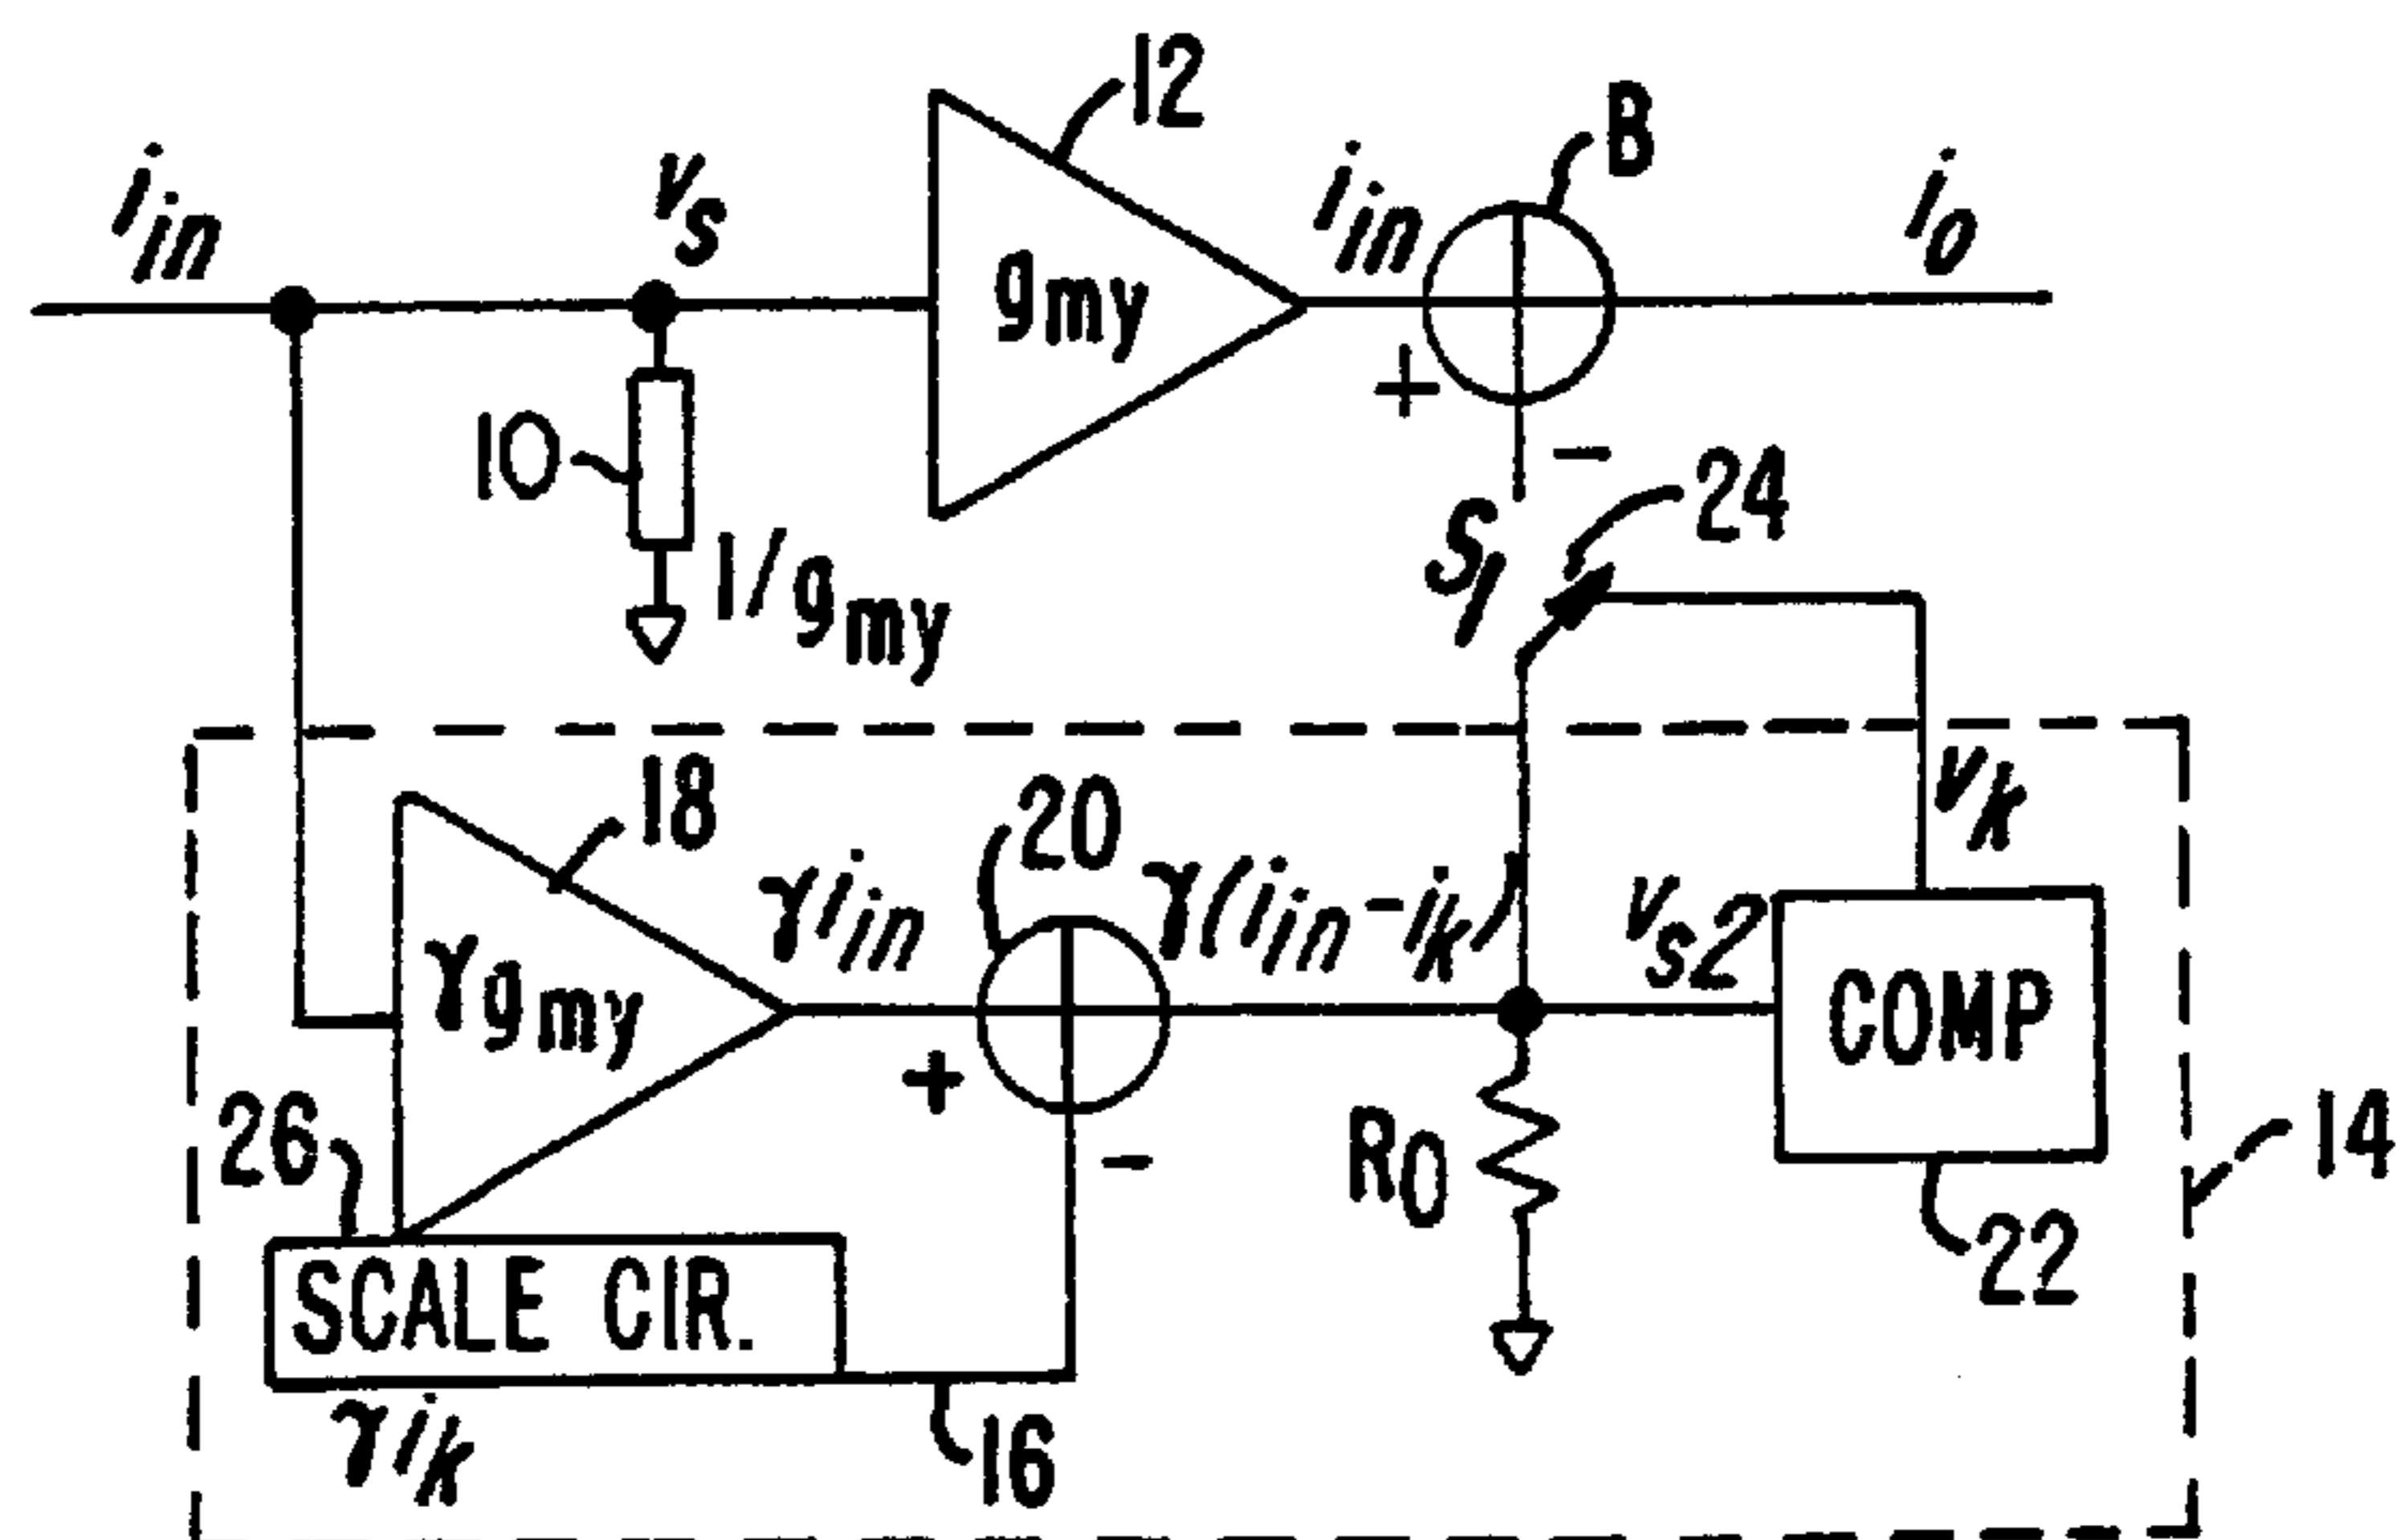 12
B
i_in
v_s
i_in
i_o
g_my
+
-
10
S_1
24
1/g_my
v_k
18
20
γi_in
γ(i_in-i_k)
v_s2
γg_my
COMP
+
-
26
R_O
14
SCALE CIR.
22
γi_k
16